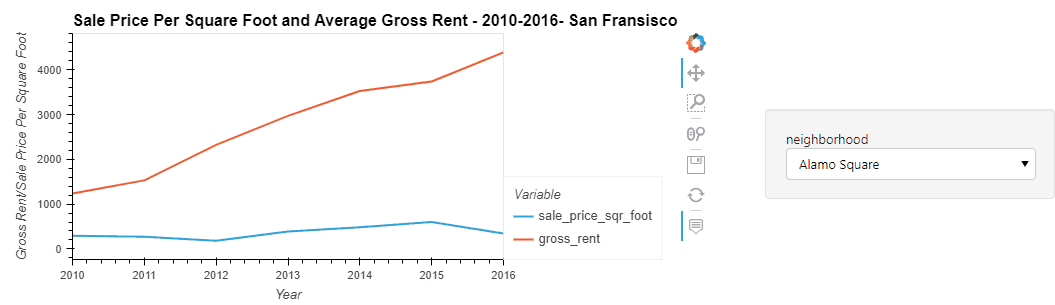 Sale Price Per Square Foot and Average Gross Rent - 2010-2016- San Fransisco
Gross Rent/Sale Price Per Square Foot
4000
3000
2000
1000
0
2010 2011 2012 2013 2014 2015 2016
Year
Variable
sale_price_sqr_foot
gross_rent
neighborhood
Alamo Square